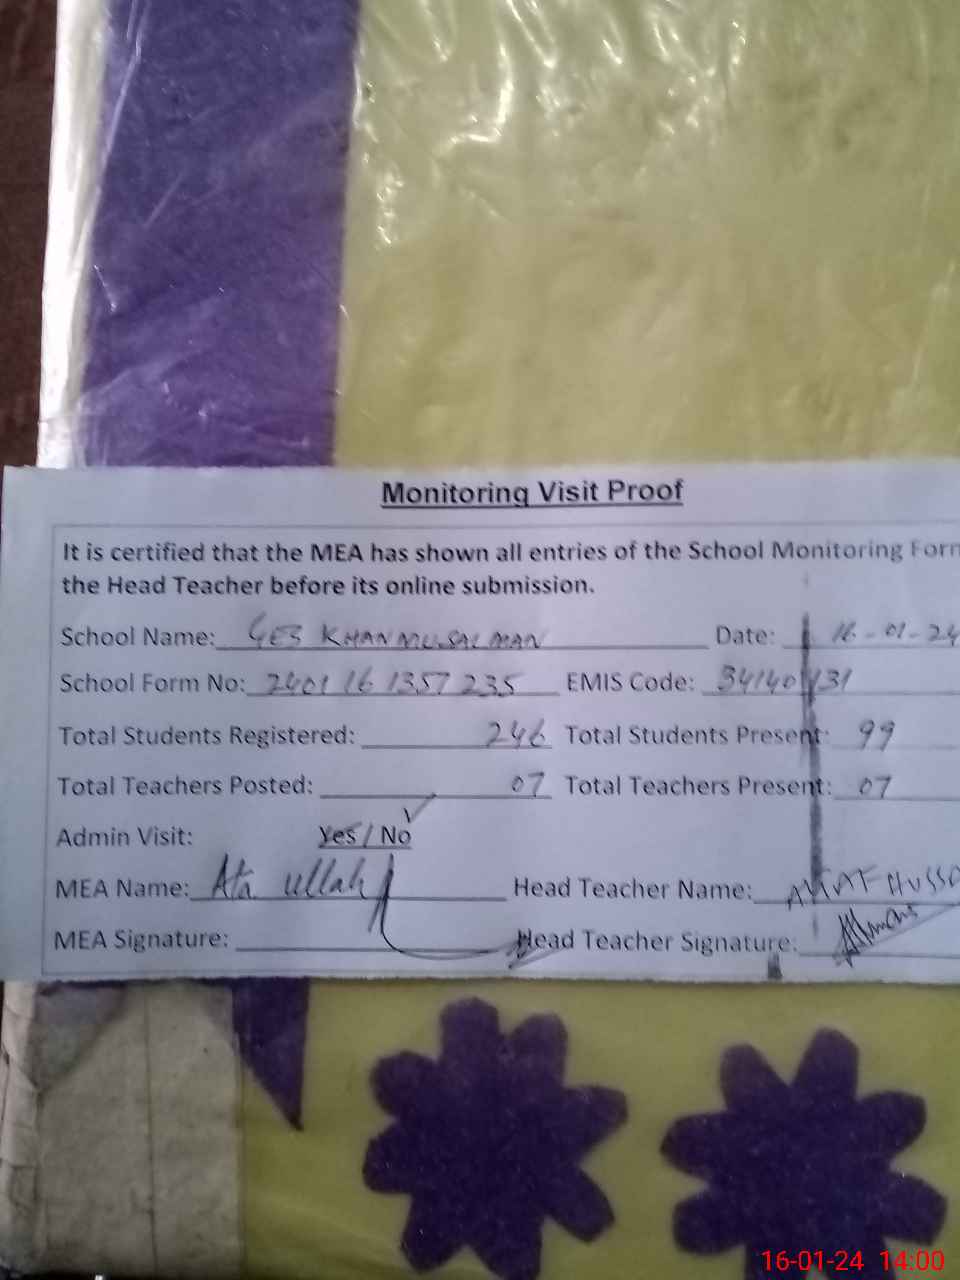 Monitoring Visit Proof
It is certified that the MEA has shown all entries of the School Monitoring Form
the Head Teacher before its online submission.
School Name: GES KHAN MUSALMAN Date: 16-01-24
School Form No: 2401 16 1357 235 EMIS Code: 34140131
Total Students Registered: 246 Total Students Present: 99
Total Teachers Posted: 07 Total Teachers Present: 07
Admin Visit: Yes / No
MEA Name: Ata ullah Head Teacher Name:
MEA Signature: Head Teacher Signature:
16-01-24 14:00